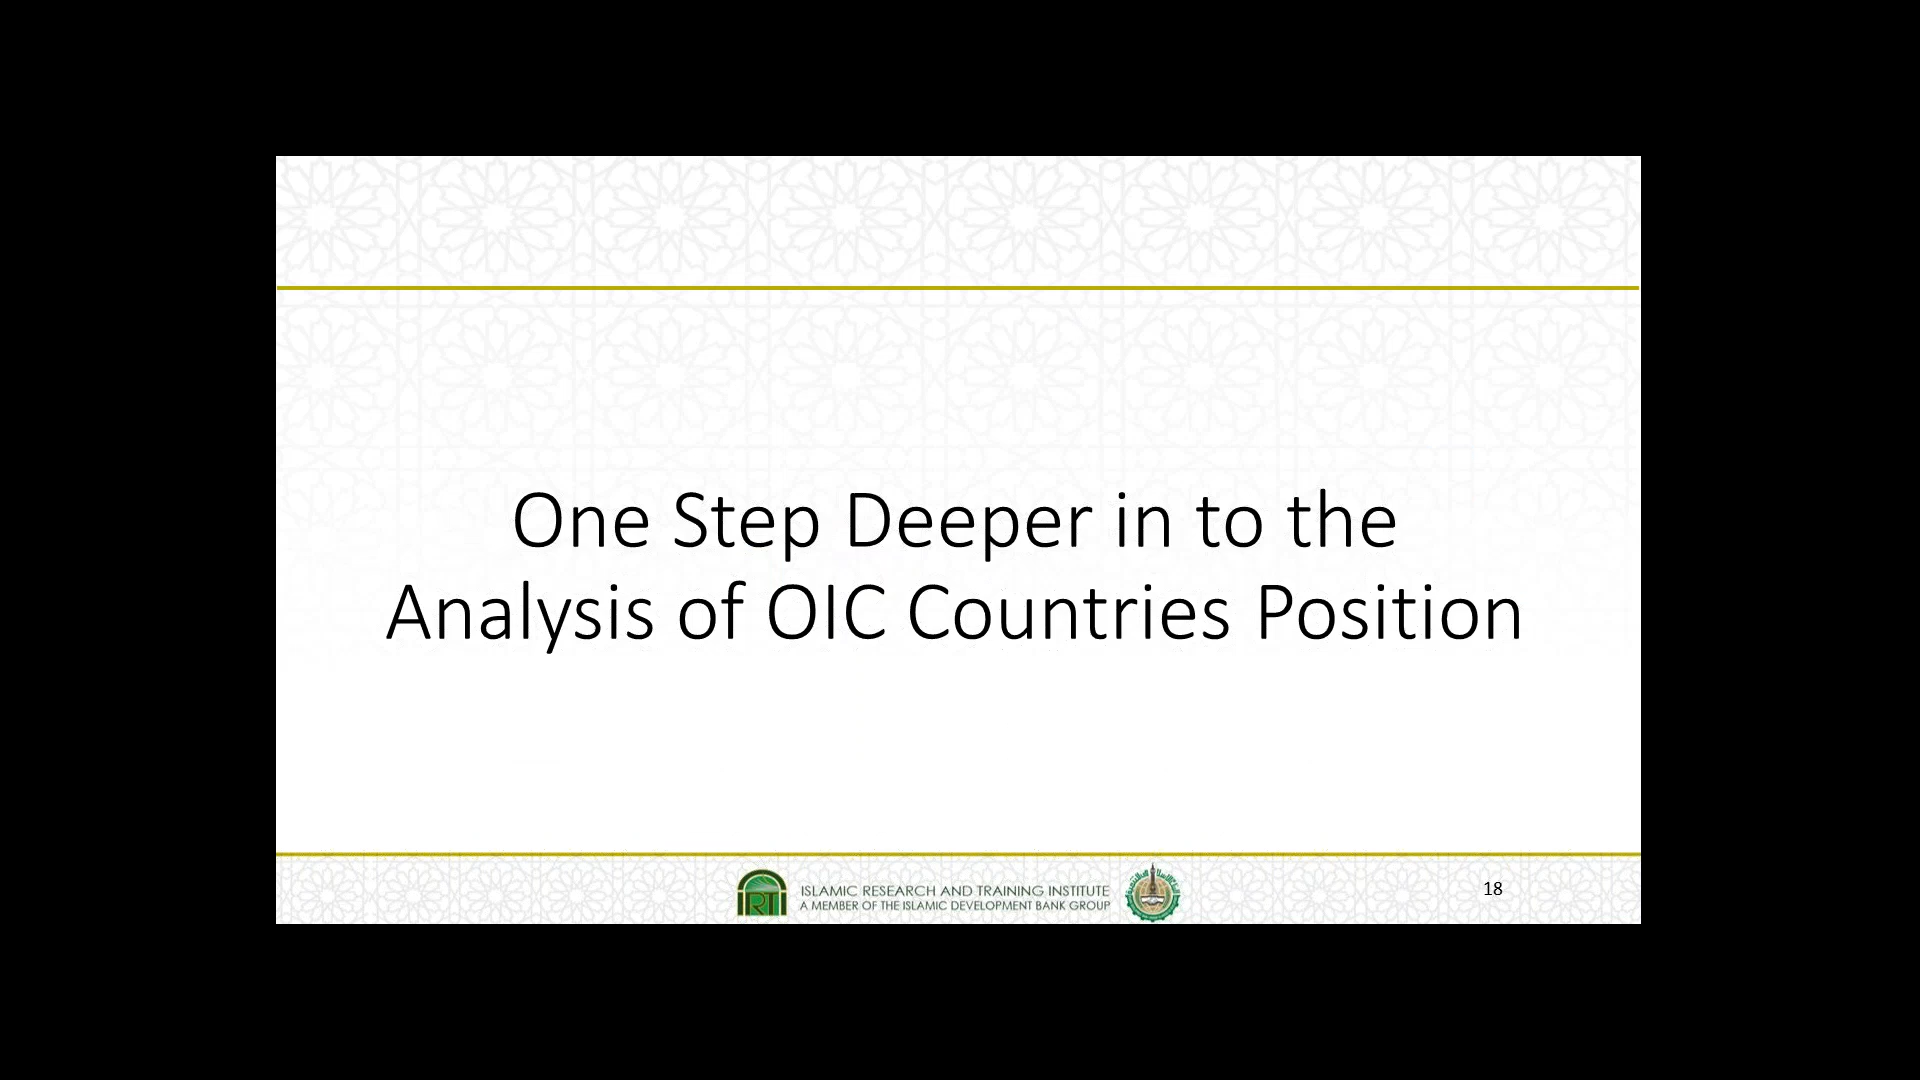 One Step Deeper in to the
Analysis of OIC Countries Position
IRTI
ISLAMIC RESEARCH AND TRAINING INSTITUTE
A MEMBER OF THE ISLAMIC DEVELOPMENT BANK GROUP
18